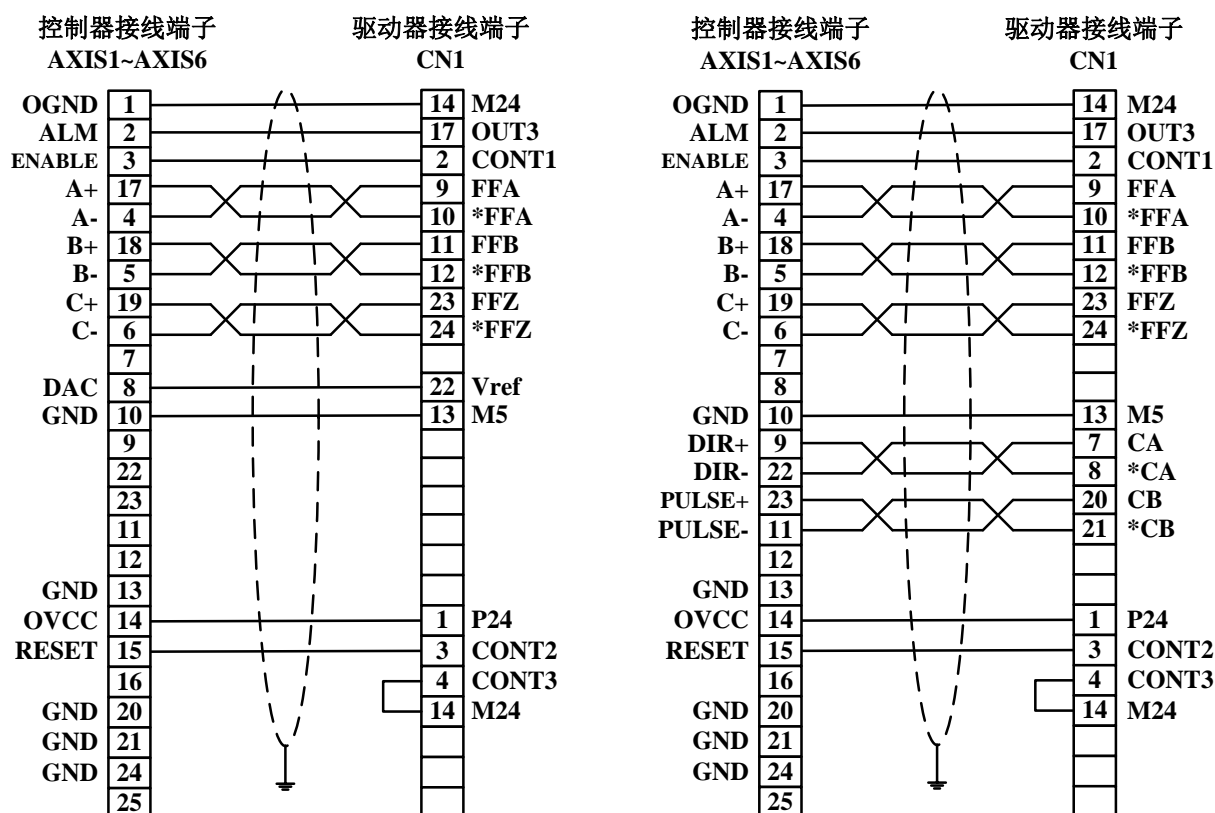 控制器接线端子 驱动器接线端子
AXIS1~AXIS6 CN1
OGND 1 14 M24
ALM 2 17 OUT3
ENABLE 3 2 CONT1
A+ 17 9 FFA
A- 4 10 *FFA
B+ 18 11 FFB
B- 5 12 *FFB
C+ 19 23 FFZ
C- 6 24 *FFZ
7
DAC 8 22 Vref
GND 10 13 M5
9
22
23
11
12
GND 13
OVCC 14 1 P24
RESET 15 3 CONT2
16 4 CONT3
GND 20 14 M24
GND 21
GND 24
25
控制器接线端子 驱动器接线端子
AXIS1~AXIS6 CN1
OGND 1 14 M24
ALM 2 17 OUT3
ENABLE 3 2 CONT1
A+ 17 9 FFA
A- 4 10 *FFA
B+ 18 11 FFB
B- 5 12 *FFB
C+ 19 23 FFZ
C- 6 24 *FFZ
7
8
GND 10 13 M5
DIR+ 9 7 CA
DIR- 22 8 *CA
PULSE+ 23 20 CB
PULSE- 11 21 *CB
12
GND 13
OVCC 14 1 P24
RESET 15 3 CONT2
16 4 CONT3
GND 20 14 M24
GND 21
GND 24
25